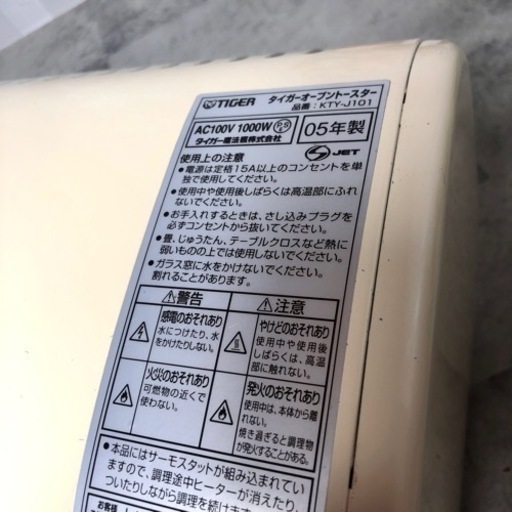 TIGER タイガーオーブントースター
品番：KTY-J101
AC100V 1000W PSE
タイガー魔法瓶株式会社
05年製
JET
使用上の注意
●電源は定格15A以上のコンセントを単
独で使用してください。
●使用中や使用後しばらくは高温部にふれ
ないでください。
●お手入れするときは、さし込みプラグを
必ずコンセントから抜いてください。
●畳、じゅうたん、テーブルクロスなど熱に
弱いものの上では使用しないでください。
●ガラス窓に水をかけないでください。
割れることがあります。
⚠警告
感電のおそれあり
水につけたり、水
をかけたりしない。
火災のおそれあり
可燃物の近くで
使わない。
⚠注意
やけどのおそれあり
使用中や使用後
しばらくは、高温
部に触れない。
発火のおそれあり
使用中は、本体から離
れない。
焼き過ぎると調理物
が発火することがある。
●本品にはサーモスタットが組み込まれてい
ますので、調理途中ヒーターが消えたり、
ついたりしながら調理を続けます。
お客様